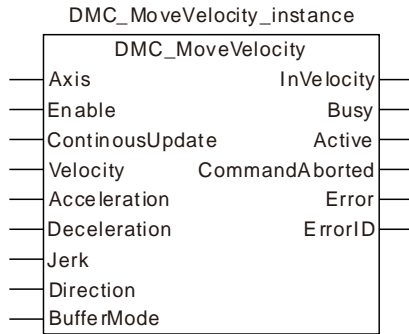 DMC_MoveVelocity_instance
DMC_MoveVelocity
Axis InVelocity
Enable Busy
ContinousUpdate Active
Velocity CommandAborted
Acceleration Error
Deceleration ErrorID
Jerk
Direction
BufferMode